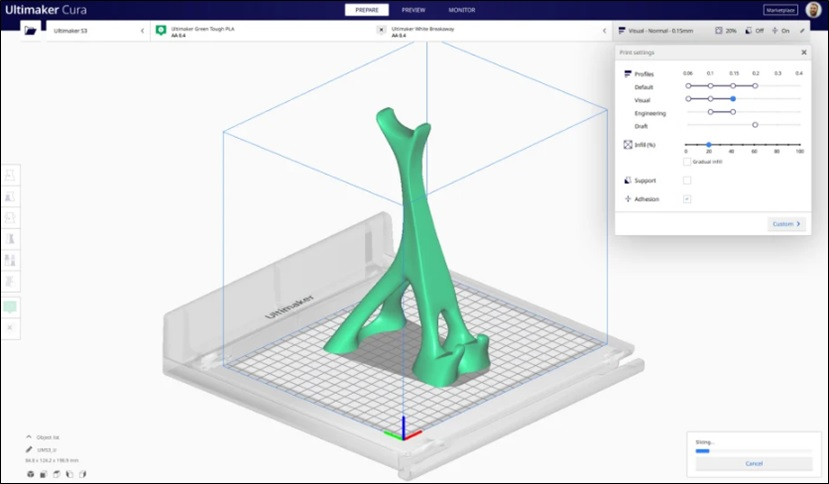 Ultimaker Cura
PREPARE
PREVIEW
MONITOR
Marketplace
Ultimaker S3
Ultimaker Green Tough PLA
AA 0.4
Ultimaker White Breakaway
AA 0.4
Visual - Normal - 0.15mm
20%
Off
On
Print settings
Profiles
0.06 0.1 0.15 0.2 0.3 0.4
Default
Visual
Engineering
Draft
Infill (%)
0 20 40 60 80 100
Gradual infill
Support
Adhesion
Custom
Ultimaker
Object list
Slicing...
Cancel